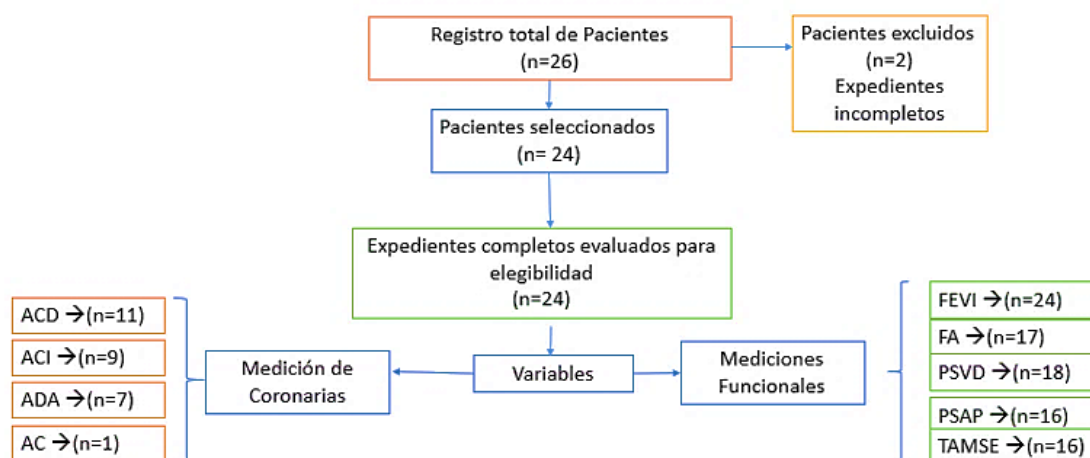 Registro total de Pacientes
(n=26)
Pacientes excluidos
(n=2)
Expedientes
incompletos
Pacientes seleccionados
(n= 24)
Expedientes completos evaluados para
elegibilidad
(n=24)
ACD →(n=11)
ACI →(n=9)
ADA →(n=7)
AC →(n=1)
Medición de
Coronarias
Variables
Mediciones
Funcionales
FEVI →(n=24)
FA →(n=17)
PSVD →(n=18)
PSAP →(n=16)
TAMSE →(n=16)